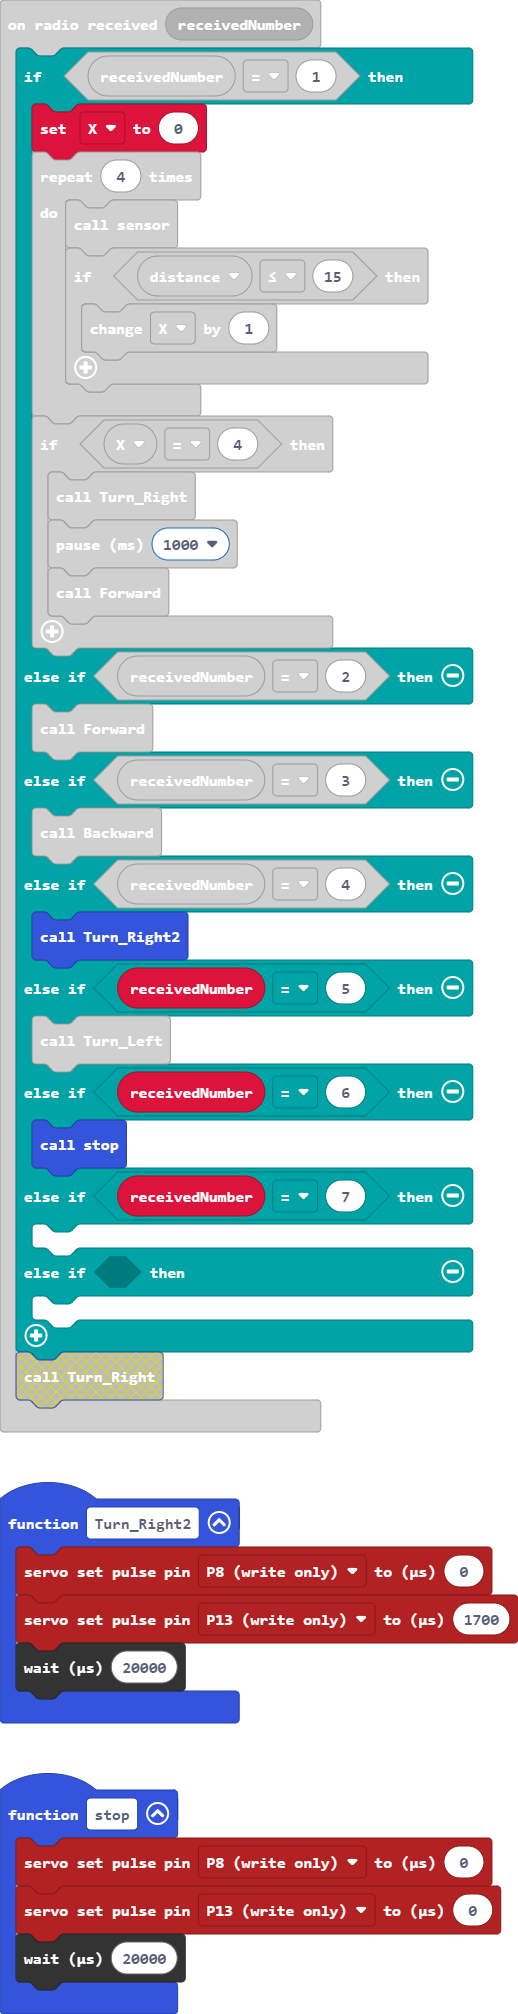 on radio received receivedNumber
if receivedNumber = 1 then
set X to 0
repeat 4 times
do
call sensor
if distance ≤ 15 then
change X by 1
if X = 4 then
call Turn_Right
pause (ms) 1000
call Forward
else if receivedNumber = 2 then
call Forward
else if receivedNumber = 3 then
call Backward
else if receivedNumber = 4 then
call Turn_Right2
else if receivedNumber = 5 then
call Turn_Left
else if receivedNumber = 6 then
call stop
else if receivedNumber = 7 then
else if then
call Turn_Right
function Turn_Right2
servo set pulse pin P8 (write only) to (µs) 0
servo set pulse pin P13 (write only) to (µs) 1700
wait (µs) 20000
function stop
servo set pulse pin P8 (write only) to (µs) 0
servo set pulse pin P13 (write only) to (µs) 0
wait (µs) 20000